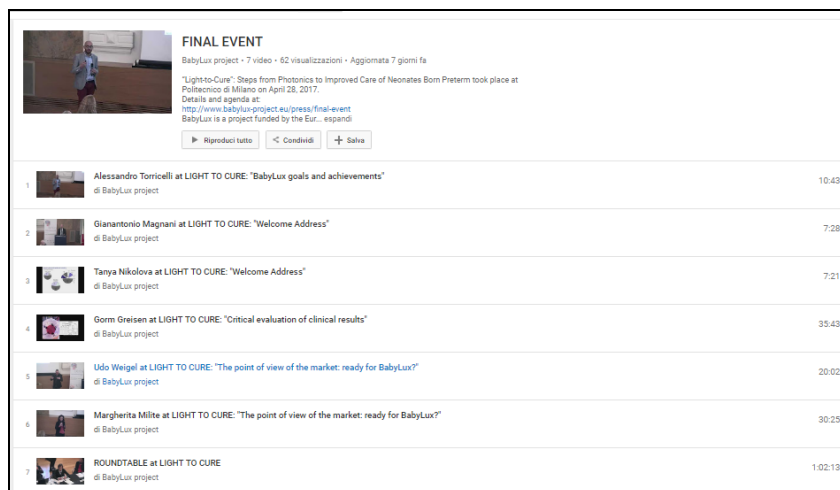 FINAL EVENT
BabyLux project • 7 video • 62 visualizzazioni • Aggiornata 7 giorni fa
"Light-to-Cure": Steps from Photonics to Improved Care of Neonates Born Preterm took place at
Politecnico di Milano on April 28, 2017.
Details and agenda at:
http://www.babylux-project.eu/press/final-event
BabyLux is a project funded by the Eur... espandi
Riproduci tutto Condividi Salva
1 Alessandro Torricelli at LIGHT TO CURE: "BabyLux goals and achievements" 10:43
di BabyLux project
2 Gianantonio Magnani at LIGHT TO CURE: "Welcome Address" 7:28
di BabyLux project
3 Tanya Nikolova at LIGHT TO CURE: "Welcome Address" 7:21
di BabyLux project
4 Gorm Greisen at LIGHT TO CURE: "Critical evaluation of clinical results" 35:43
di BabyLux project
5 Udo Weigel at LIGHT TO CURE: "The point of view of the market: ready for BabyLux?" 20:02
di BabyLux project
6 Margherita Milite at LIGHT TO CURE: "The point of view of the market: ready for BabyLux?" 30:25
di BabyLux project
7 ROUNDTABLE at LIGHT TO CURE 1:02:13
di BabyLux project